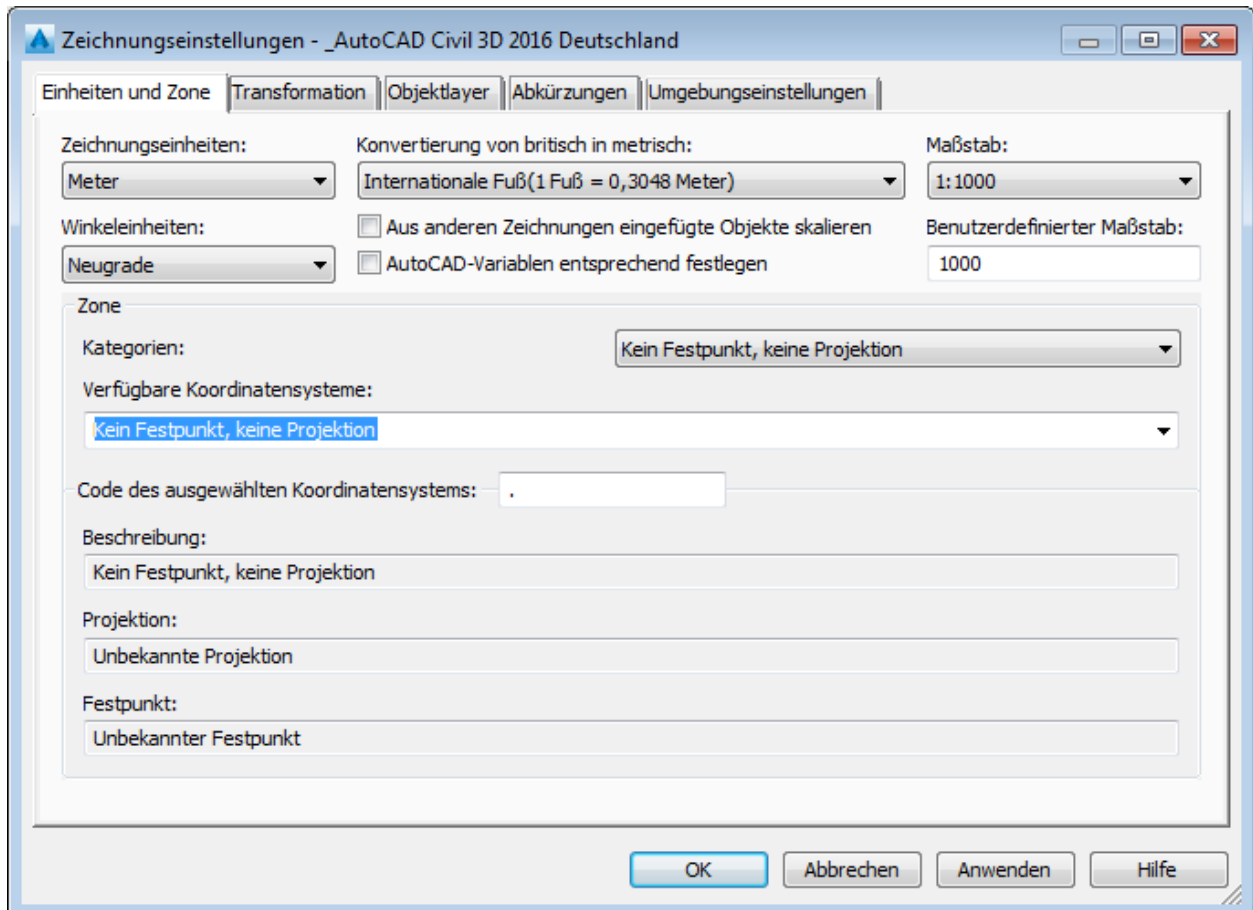 Zeichnungseinstellungen - _AutoCAD Civil 3D 2016 Deutschland
Einheiten und Zone Transformation Objektlayer Abkürzungen Umgebungseinstellungen
Zeichnungseinheiten: Konvertierung von britisch in metrisch: Maßstab:
Meter Internationale Fuß(1 Fuß = 0,3048 Meter) 1:1000
Winkeleinheiten: Aus anderen Zeichnungen eingefügte Objekte skalieren Benutzerdefinierter Maßstab:
Neugrade AutoCAD-Variablen entsprechend festlegen 1000
Zone
Kategorien: Kein Festpunkt, keine Projektion
Verfügbare Koordinatensysteme:
Kein Festpunkt, keine Projektion
Code des ausgewählten Koordinatensystems: .
Beschreibung:
Kein Festpunkt, keine Projektion
Projektion:
Unbekannte Projektion
Festpunkt:
Unbekannter Festpunkt
OK Abbrechen Anwenden Hilfe